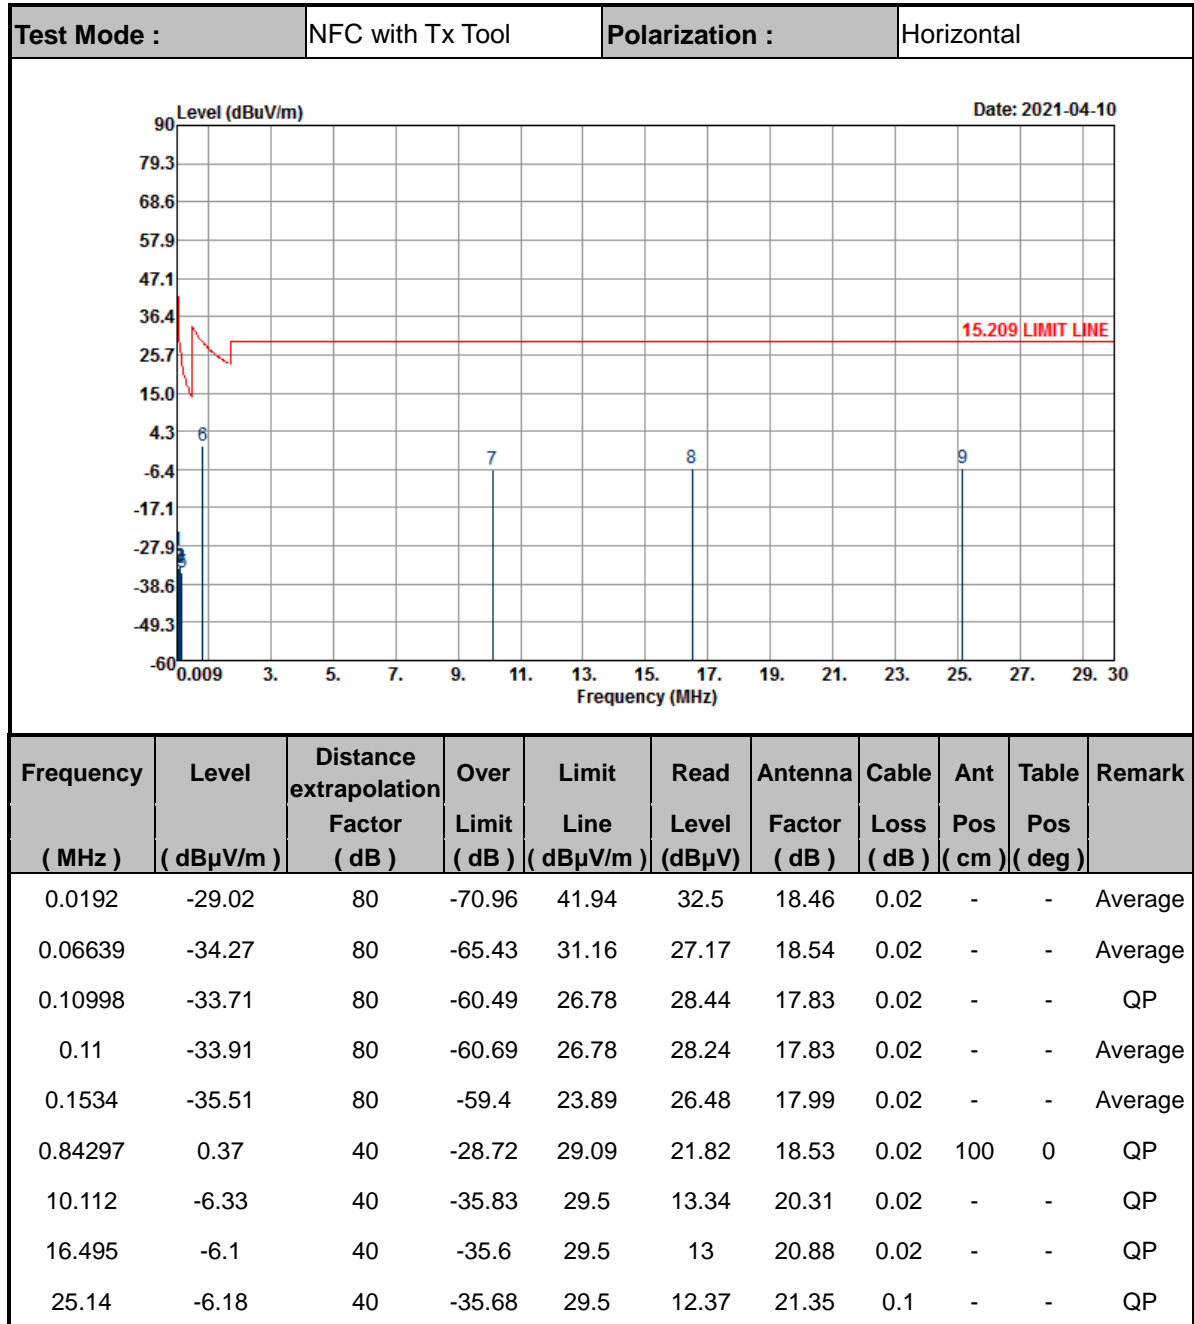 Test Mode : NFC with Tx Tool Polarization : Horizontal
Level (dBuV/m) Date: 2021-04-10
90
79.3
68.6
57.9
47.1
36.4
15.209 LIMIT LINE
25.7
15.0
4.3
6
7 8 9
-6.4
-17.1
-27.9
-38.6
-49.3
-60
0.009 3. 5. 7. 9. 11. 13. 15. 17. 19. 21. 23. 25. 27. 29. 30
Frequency (MHz)
Frequency Level Distance extrapolation Over Limit Read Antenna Cable Ant Table Remark
Factor Limit Line Level Factor Loss Pos Pos
( MHz ) ( dBµV/m ) ( dB ) ( dB ) ( dBµV/m ) (dBµV) ( dB ) ( dB ) ( cm ) ( deg )
0.0192 -29.02 80 -70.96 41.94 32.5 18.46 0.02 - - Average
0.06639 -34.27 80 -65.43 31.16 27.17 18.54 0.02 - - Average
0.10998 -33.71 80 -60.49 26.78 28.44 17.83 0.02 - - QP
0.11 -33.91 80 -60.69 26.78 28.24 17.83 0.02 - - Average
0.1534 -35.51 80 -59.4 23.89 26.48 17.99 0.02 - - Average
0.84297 0.37 40 -28.72 29.09 21.82 18.53 0.02 100 0 QP
10.112 -6.33 40 -35.83 29.5 13.34 20.31 0.02 - - QP
16.495 -6.1 40 -35.6 29.5 13 20.88 0.02 - - QP
25.14 -6.18 40 -35.68 29.5 12.37 21.35 0.1 - - QP